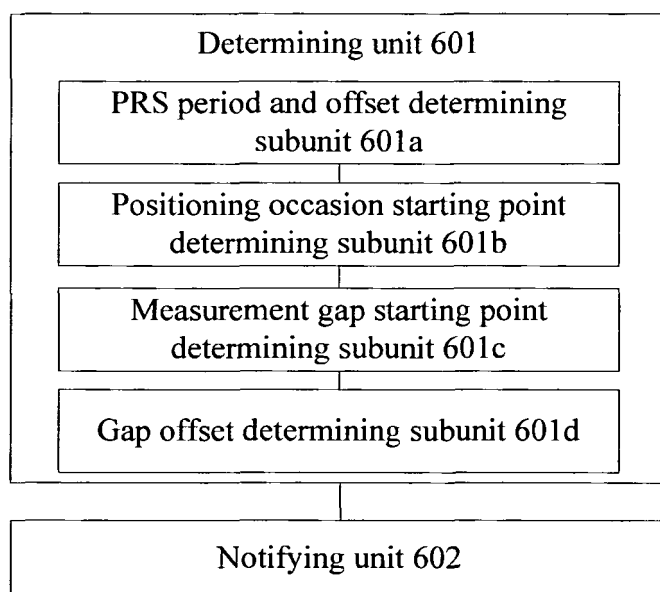 Determining unit 601
PRS period and offset determining
subunit 601a
Positioning occasion starting point
determining subunit 601b
Measurement gap starting point
determining subunit 601c
Gap offset determining subunit 601d
Notifying unit 602